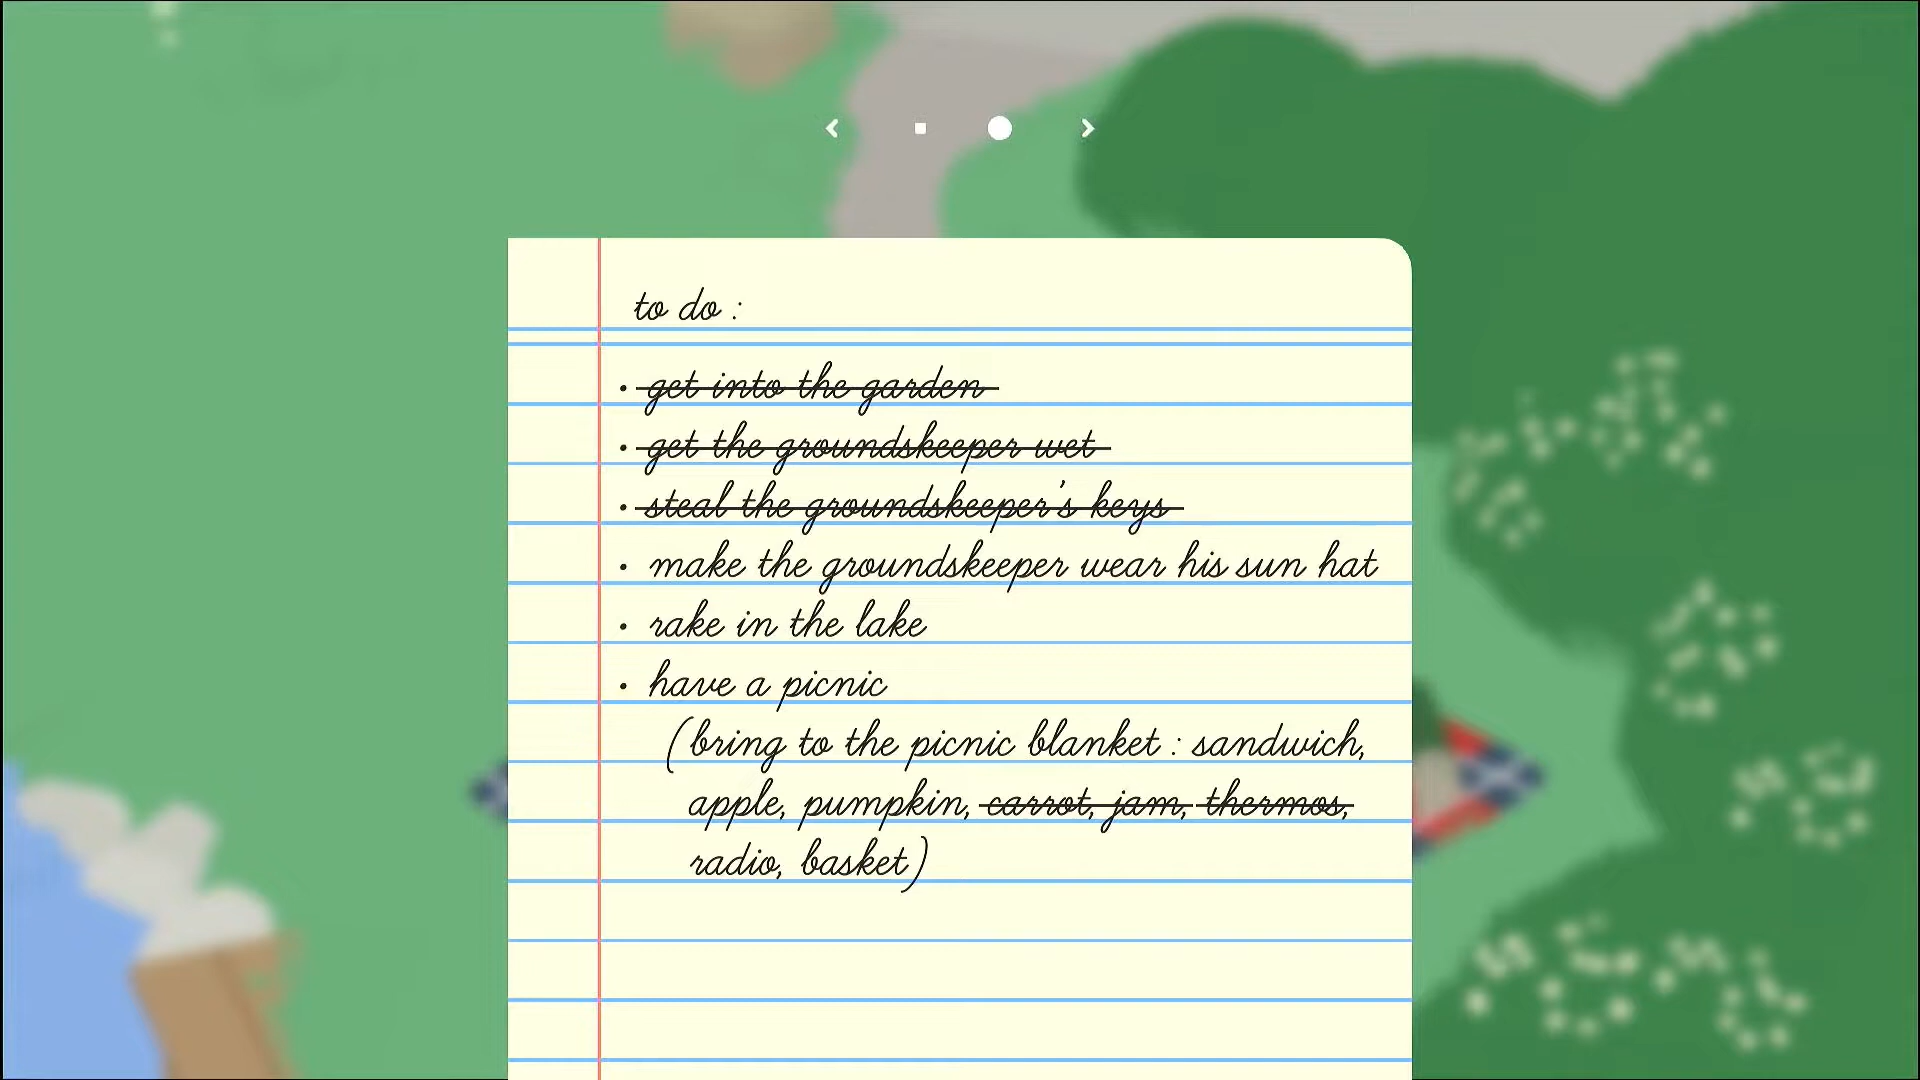 to do :
• get into the garden
• get the groundskeeper wet
• steal the groundskeeper's keys
• make the groundskeeper wear his sun hat
• rake in the lake
• have a picnic
(bring to the picnic blanket : sandwich,
apple, pumpkin, carrot, jam, thermos,
radio, basket)